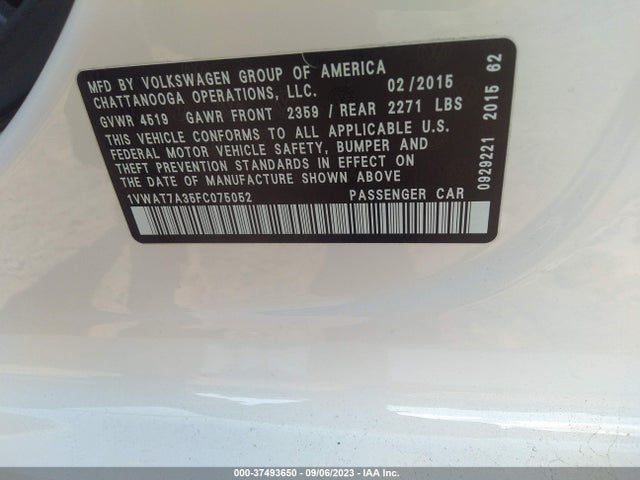 MFD BY VOLKSWAGEN GROUP OF AMERICA
CHATTANOOGA OPERATIONS, LLC. 02/2015
GVWR 4519 GAWR FRONT 2359 / REAR 2271 LBS
THIS VEHICLE CONFORMS TO ALL APPLICABLE U.S.
FEDERAL MOTOR VEHICLE SAFETY, BUMPER AND
THEFT PREVENTION STANDARDS IN EFFECT ON
THE DATE OF MANUFACTURE SHOWN ABOVE
1VWAT7A35FC075052 PASSENGER CAR
0929221 2015 62
000-37493650 - 09/06/2023 - IAA Inc.